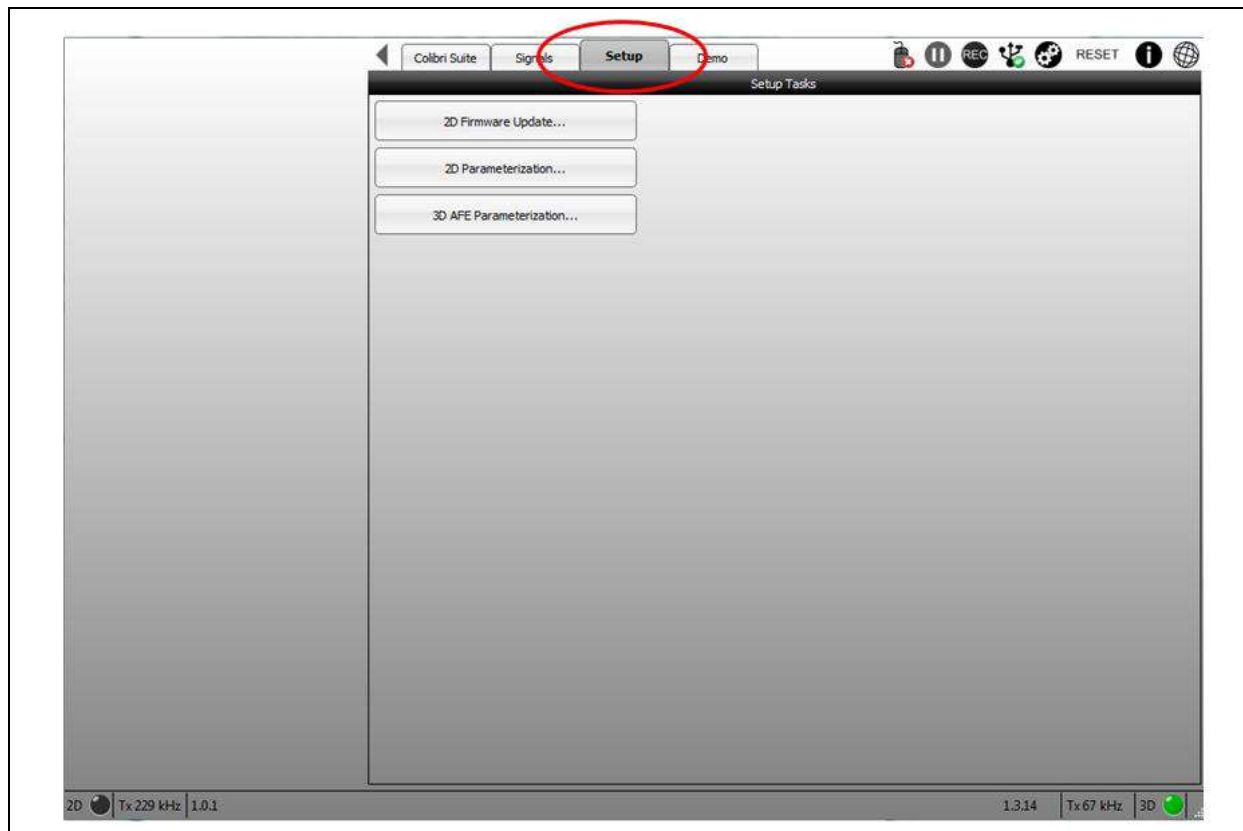 Colibri Suite Signals Setup Demo REC RESET
Setup Tasks
2D Firmware Update...
2D Parameterization...
3D AFE Parameterization...
2D Tx 229 kHz 1.0.1 1.3.14 Tx 67 kHz 3D